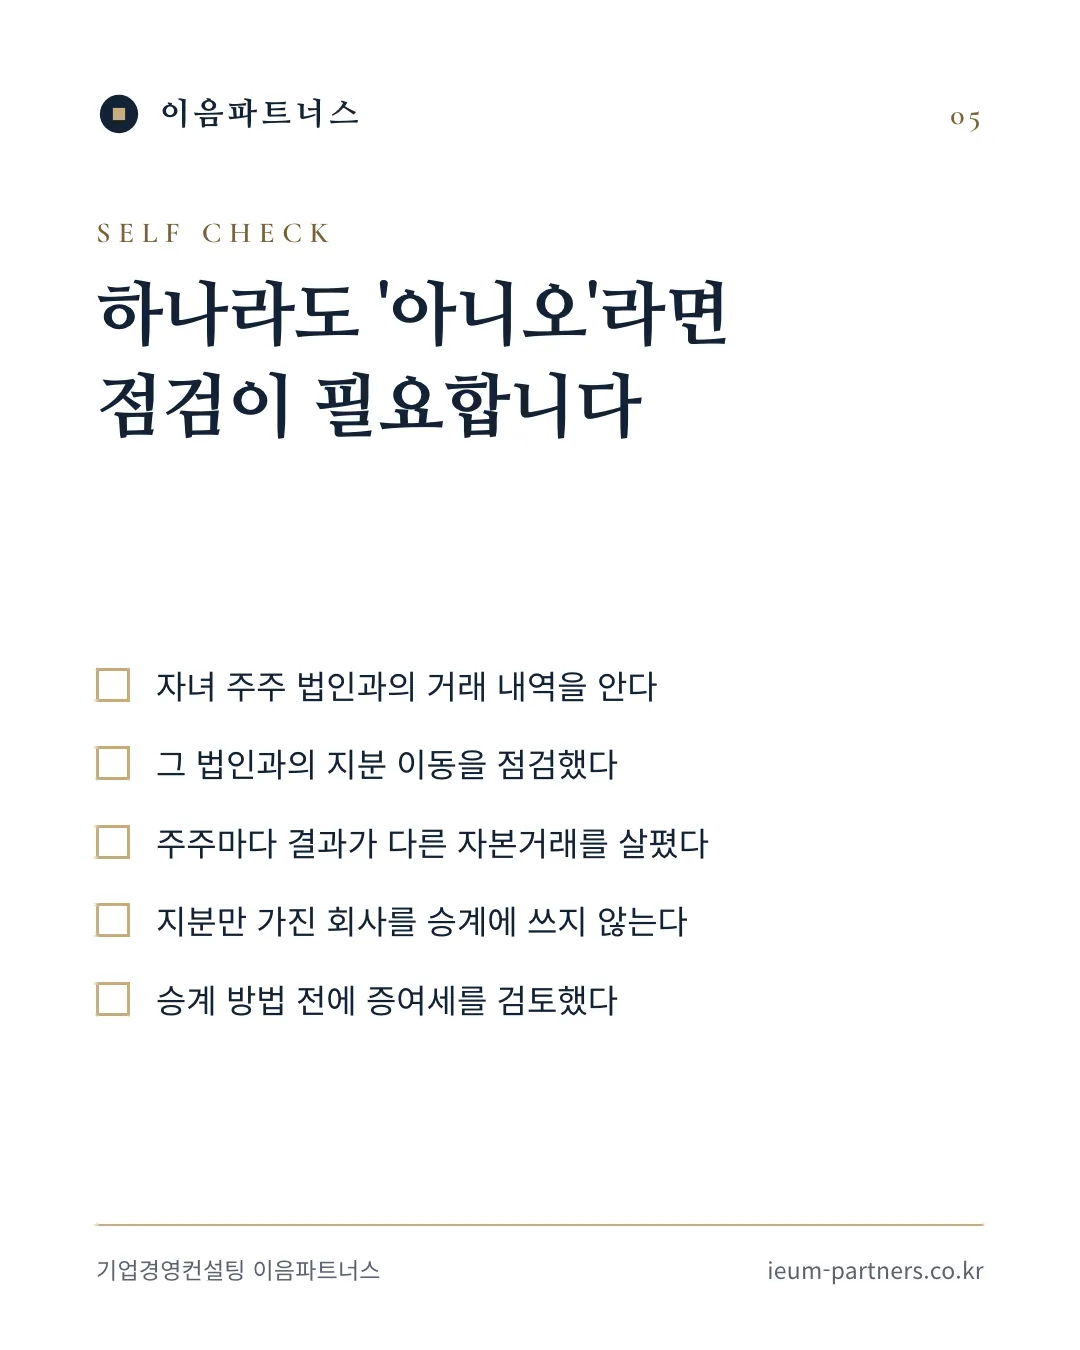 이음파트너스
05
SELF CHECK
하나라도 '아니오'라면
점검이 필요합니다
자녀 주주 법인과의 거래 내역을 안다
그 법인과의 지분 이동을 점검했다
주주마다 결과가 다른 자본거래를 살폈다
지분만 가진 회사를 승계에 쓰지 않는다
승계 방법 전에 증여세를 검토했다
기업경영컨설팅 이음파트너스
ieum-partners.co.kr